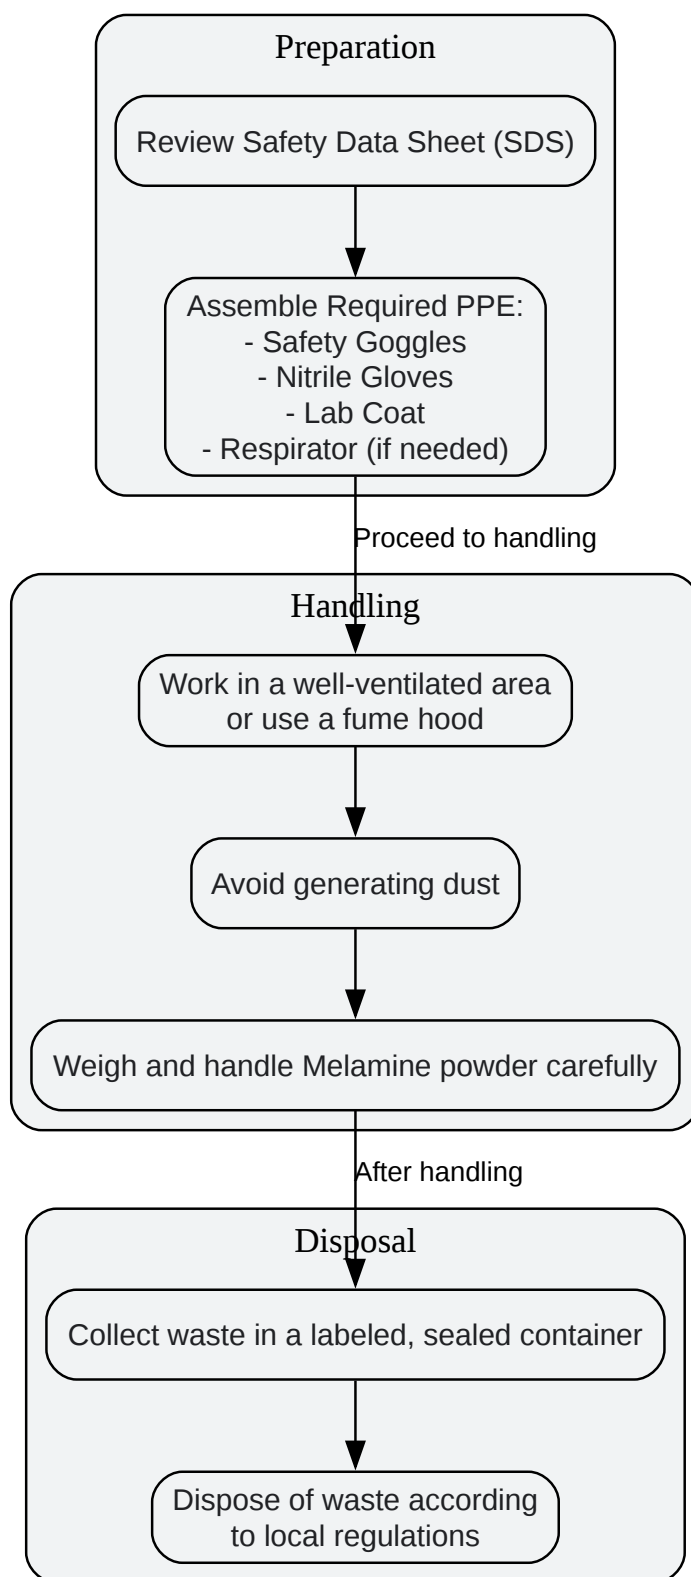 Preparation
Review Safety Data Sheet (SDS)
Assemble Required PPE:
- Safety Goggles
- Nitrile Gloves
- Lab Coat
- Respirator (if needed)
Proceed to handling
Handling
Work in a well-ventilated area
or use a fume hood
Avoid generating dust
Weigh and handle Melamine powder carefully
After handling
Disposal
Collect waste in a labeled, sealed container
Dispose of waste according
to local regulations